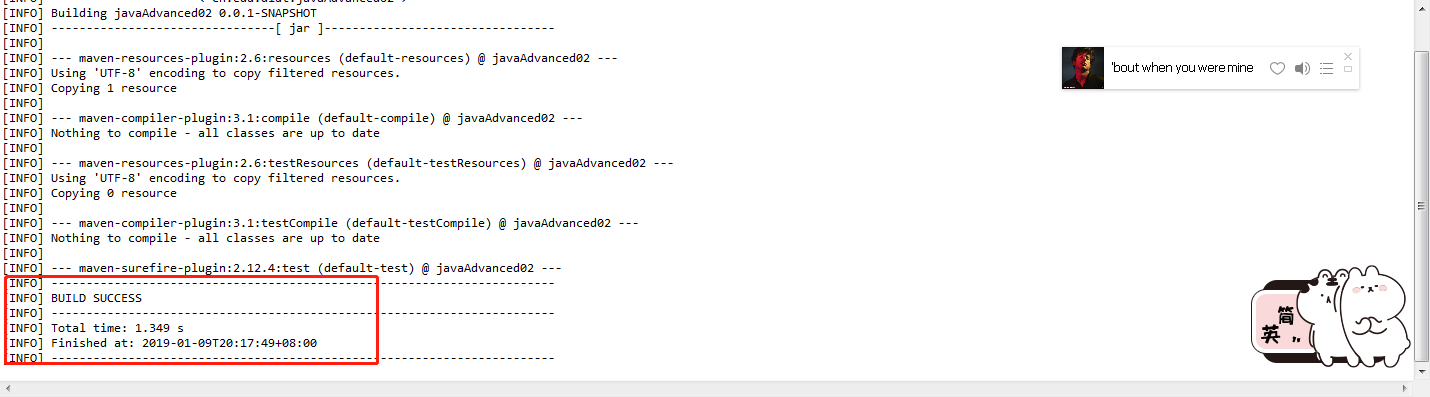 [INFO] Building javaAdvanced02 0.0.1-SNAPSHOT
[INFO] --------------------------------[ jar ]---------------------------------
[INFO]
[INFO] --- maven-resources-plugin:2.6:resources (default-resources) @ javaAdvanced02 ---
[INFO] Using 'UTF-8' encoding to copy filtered resources.
[INFO] Copying 1 resource
[INFO]
[INFO] --- maven-compiler-plugin:3.1:compile (default-compile) @ javaAdvanced02 ---
[INFO] Nothing to compile - all classes are up to date
[INFO]
[INFO] --- maven-resources-plugin:2.6:testResources (default-testResources) @ javaAdvanced02 ---
[INFO] Using 'UTF-8' encoding to copy filtered resources.
[INFO] Copying 0 resource
[INFO]
[INFO] --- maven-compiler-plugin:3.1:testCompile (default-testCompile) @ javaAdvanced02 ---
[INFO] Nothing to compile - all classes are up to date
[INFO]
[INFO] --- maven-surefire-plugin:2.12.4:test (default-test) @ javaAdvanced02 ---
[INFO] ------------------------------------------------------------------------
[INFO] BUILD SUCCESS
[INFO] ------------------------------------------------------------------------
[INFO] Total time: 1.349 s
[INFO] Finished at: 2019-01-09T20:17:49+08:00
[INFO] ------------------------------------------------------------------------
'bout when you were mine
简
英 ,,